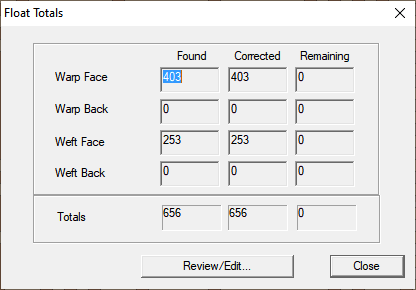 Float Totals
Found Corrected Remaining
Warp Face 403 403 0
Warp Back 0 0 0
Weft Face 253 253 0
Weft Back 0 0 0
Totals 656 656 0
Review/Edit... Close